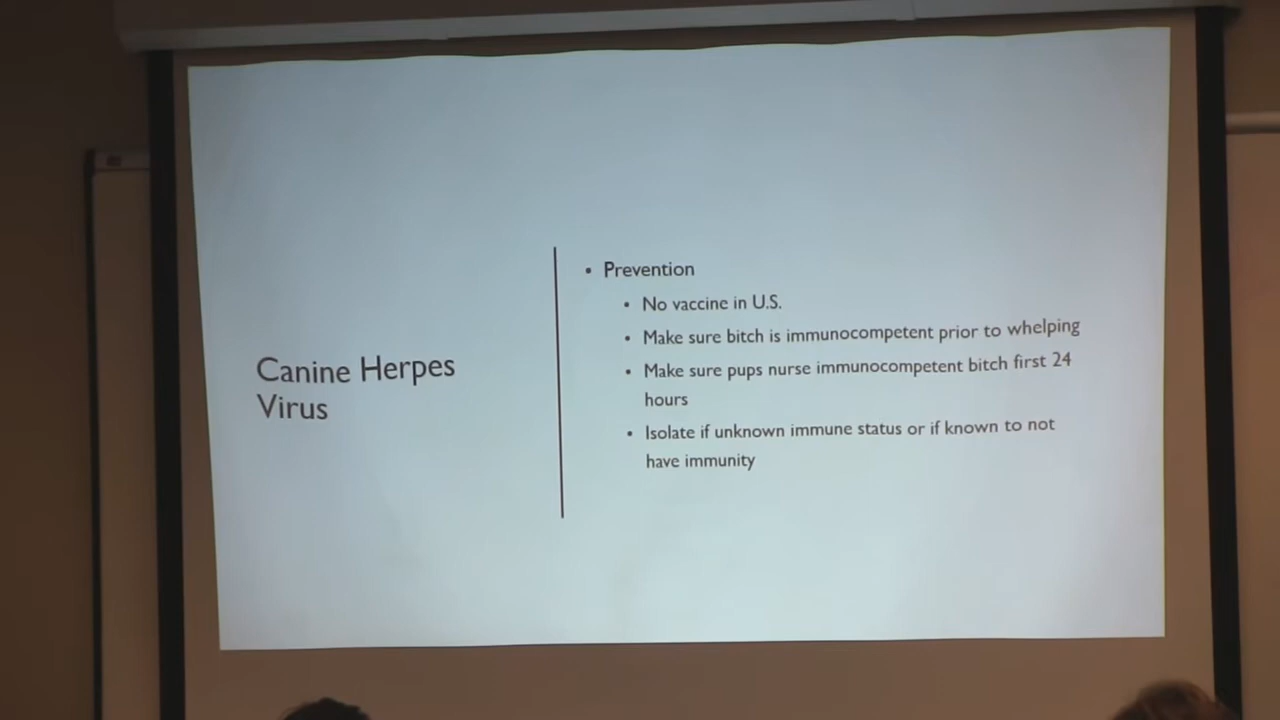 Canine Herpes
Virus
• Prevention
• No vaccine in U.S.
• Make sure bitch is immunocompetent prior to whelping
• Make sure pups nurse immunocompetent bitch first 24
hours
• Isolate if unknown immune status or if known to not
have immunity